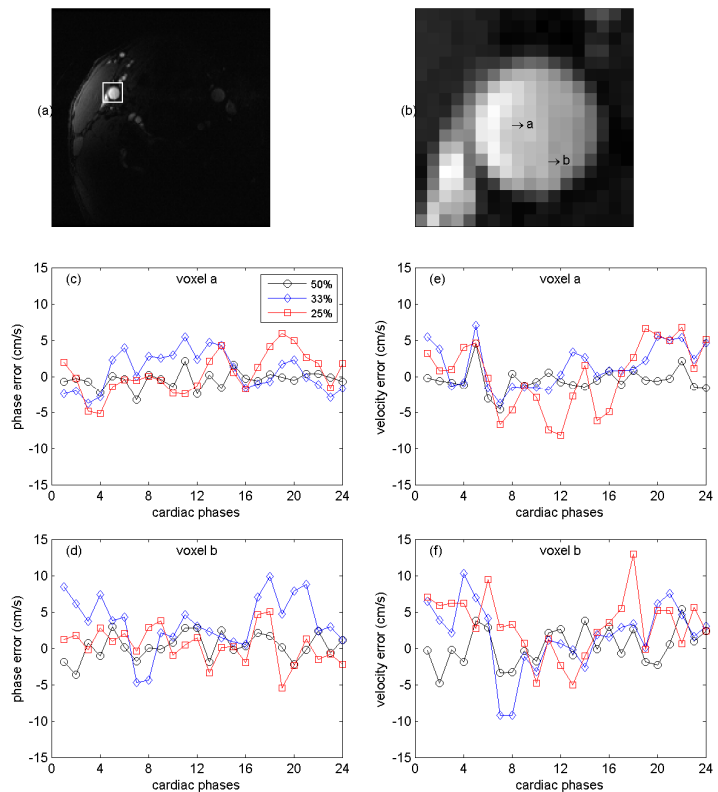 (a)
(b)
→ a
→ b
(c) voxel a
50%
33%
25%
15
10
5
0
-5
-10
-15
phase error (cm/s)
0 4 8 12 16 20 24
cardiac phases
(e) voxel a
15
10
5
0
-5
-10
-15
velocity error (cm/s)
0 4 8 12 16 20 24
cardiac phases
(d) voxel b
15
10
5
0
-5
-10
-15
phase error (cm/s)
0 4 8 12 16 20 24
cardiac phases
(f) voxel b
15
10
5
0
-5
-10
-15
velocity error (cm/s)
0 4 8 12 16 20 24
cardiac phases